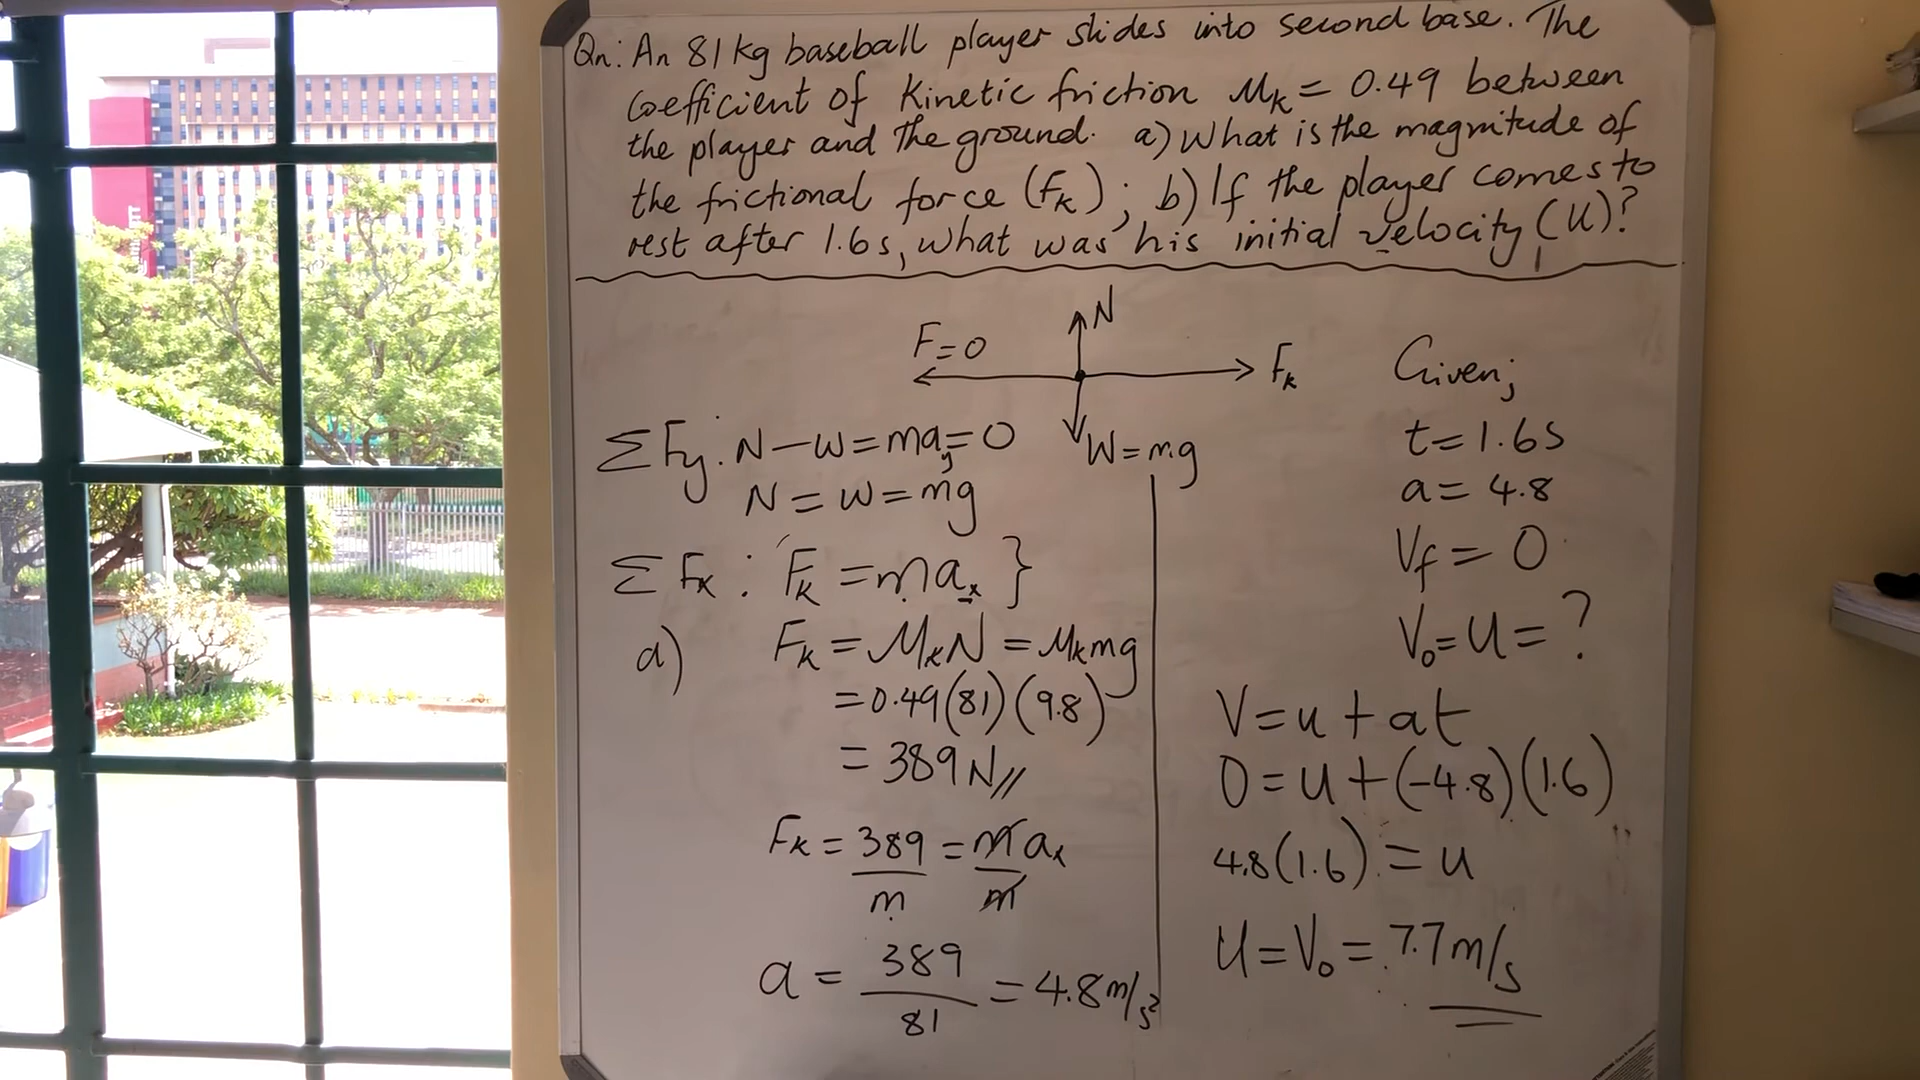 Qn: An 81kg baseball player slides into second base. The
Coefficient of Kinetic friction μk = 0.49 between
the player and the ground. a) What is the magnitude of
the frictional force (Fk); b) If the player comes to
rest after 1.6s, what was his initial velocity (u)?
N
F=0
Fk
W=mg
ΣFy: N-W=may=0
N=W=mg
ΣFx: Fk=max}
a) Fk=μkN=μkmg
=0.49(81)(9.8)
=389N//
Fk=389/m=max/m
a=389/81=4.8m/s²
Given;
t=1.6s
a=4.8
Vf=0
V₀=u=?
V=u+at
0=u+(-4.8)(1.6)
4.8(1.6)=u
u=V₀=7.7m/s